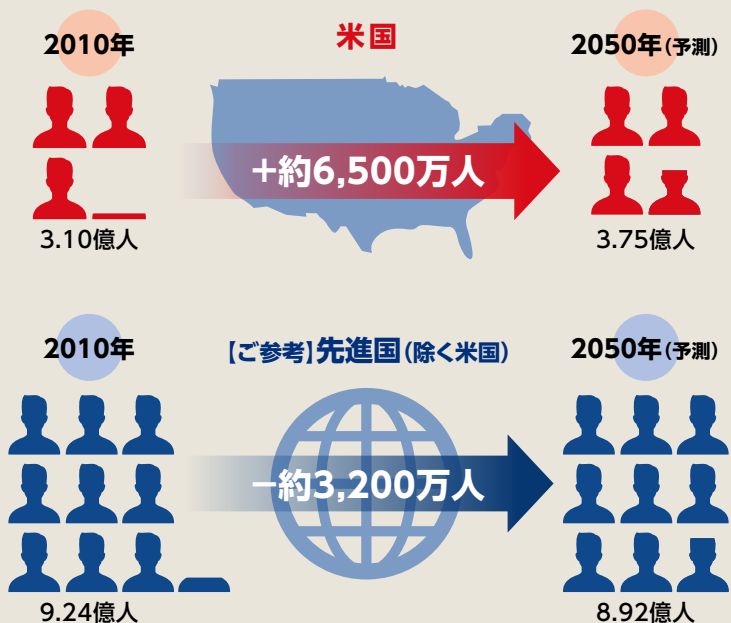 米国
2010年
2050年(予測)
+約6,500万人
3.10億人
3.75億人
【ご参考】先進国(除く米国)
2010年
2050年(予測)
−約3,200万人
9.24億人
8.92億人